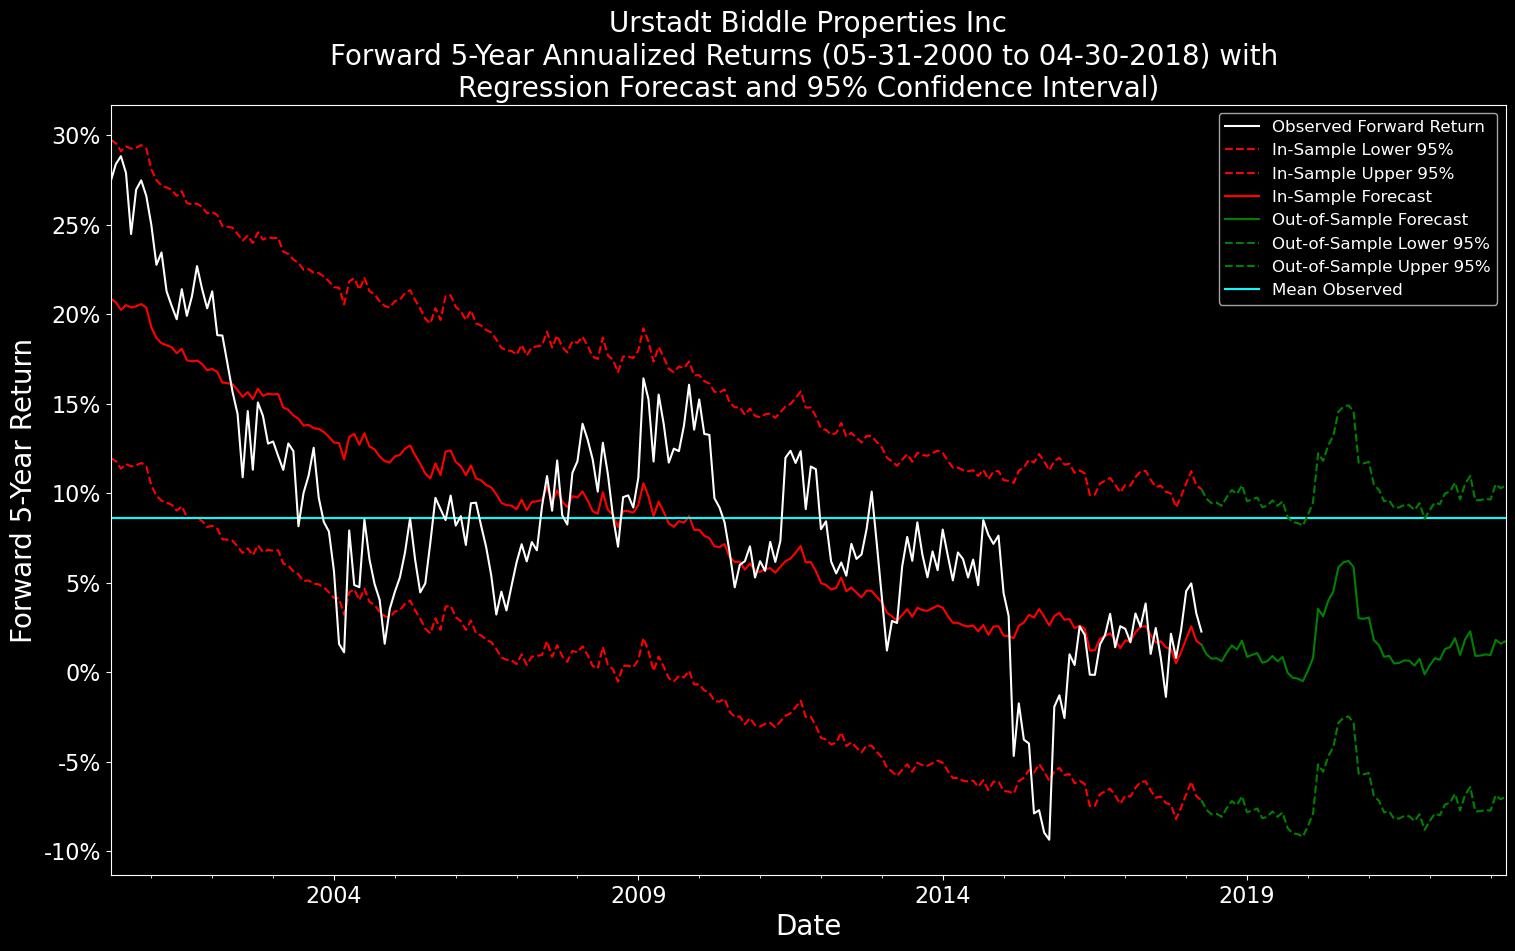 Urstadt Biddle Properties Inc
Forward 5-Year Annualized Returns (05-31-2000 to 04-30-2018) with
Regression Forecast and 95% Confidence Interval)
Observed Forward Return
In-Sample Lower 95%
In-Sample Upper 95%
In-Sample Forecast
Out-of-Sample Forecast
Out-of-Sample Lower 95%
Out-of-Sample Upper 95%
Mean Observed
Forward 5-Year Return
30%
25%
20%
15%
10%
5%
0%
-5%
-10%
2004
2009
2014
2019
Date